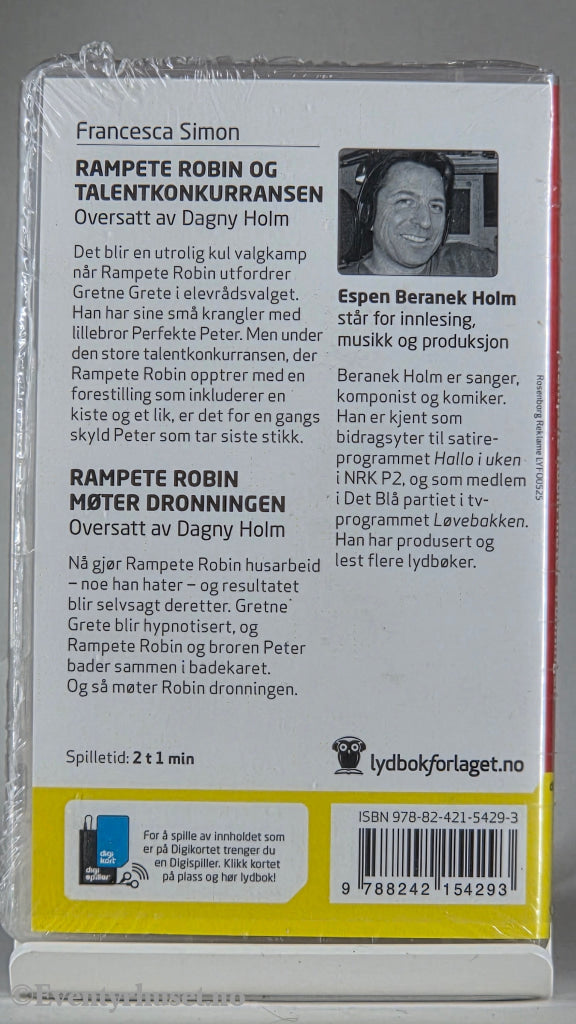 Francesca Simon
RAMPETE ROBIN OG
TALENTKONKURRANSEN
Oversatt av Dagny Holm
Det blir en utrolig kul valgkamp
når Rampete Robin utfordrer
Gretne Grete i elevrådsvalget.
Han har sine små krangler med
lillebror Perfekte Peter. Men under
den store talentkonkurransen, der
Rampete Robin opptrer med en
forestilling som inkluderer en
kiste og et lik, er det for en gangs
skyld Peter som tar siste stikk.
RAMPETE ROBIN
MØTER DRONNINGEN
Oversatt av Dagny Holm
Nå gjør Rampete Robin husarbeid
– noe han hater – og resultatet
blir selvsagt deretter. Gretne
Grete blir hypnotisert, og
Rampete Robin og broren Peter
bader sammen i badekaret.
Og så møter Robin dronningen.
Spilletid: 2 t 1 min
Espen Beranek Holm
står for innlesing,
musikk og produksjon
Beranek Holm er sanger,
komponist og komiker.
Han er kjent som
bidragsyter til satire-
programmet Hallo i uken
i NRK P2, og som medlem
i Det Blå partiet i tv-
programmet Løvebakken.
Han har produsert og
lest flere lydbøker.
Rosenborg Reklame LYFO0525
lydbokforlaget.no
digi
kort
digi
spiller
For å spille av innholdet som
er på Digikortet trenger du
en Digispiller. Klikk kortet
på plass og hør lydbok!
ISBN 978-82-421-5429-3
9 788242 154293
©Eventyrhuset.no